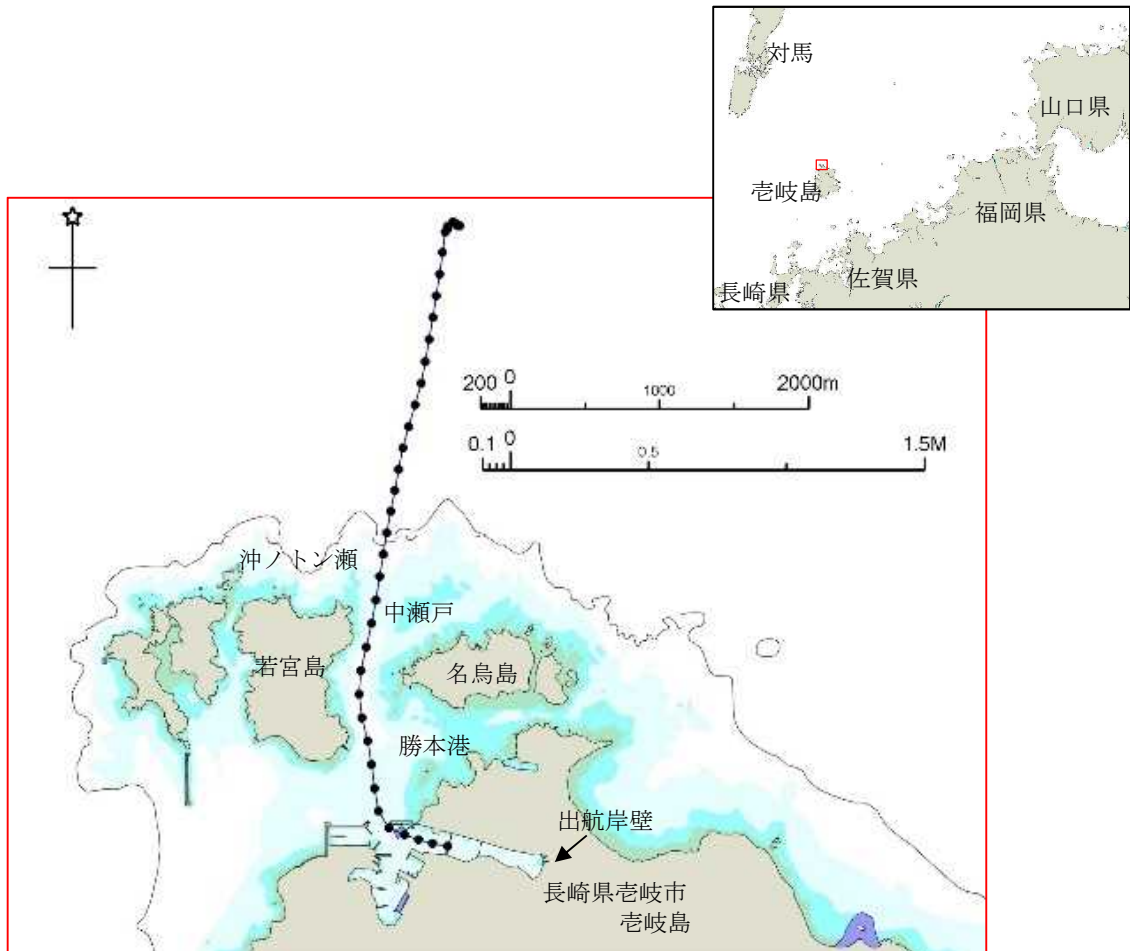 対馬
山口県
壱岐島
福岡県
佐賀県
長崎県
200 0 1000 2000m
0.1 0 0.5 1.5M
沖ノトン瀬
中瀬戸
若宮島
名烏島
勝本港
出航岸壁
長崎県壱岐市
壱岐島